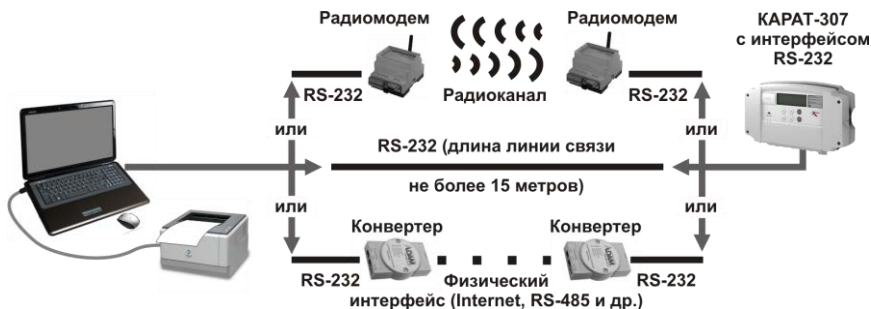 Радиомодем
Радиомодем
КАРАТ-307
с интерфейсом
RS-232
RS-232
Радиоканал
RS-232
или
или
RS-232 (длина линии связи
не более 15 метров)
или
или
Конвертер
Конвертер
RS-232
Физический
RS-232
интерфейс (Internet, RS-485 и др.)